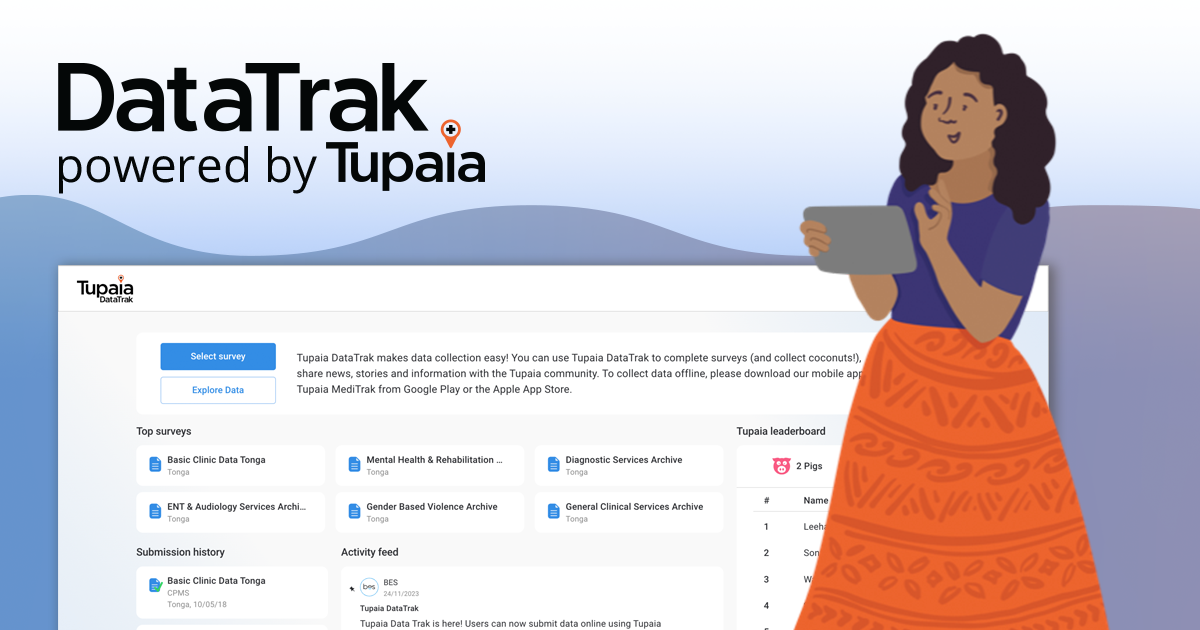 DataTrak
powered by Tupaia
Tupaia
DataTrak
Select survey
Explore Data
Tupaia DataTrak makes data collection easy! You can use Tupaia DataTrak to complete surveys (and collect coconuts!),
share news, stories and information with the Tupaia community. To collect data offline, please download our mobile app
Tupaia MediTrak from Google Play or the Apple App Store.
Top surveys
Basic Clinic Data Tonga
Tonga
Mental Health & Rehabilitation ...
Tonga
Diagnostic Services Archive
Tonga
ENT & Audiology Services Archi...
Tonga
Gender Based Violence Archive
Tonga
General Clinical Services Archive
Tonga
Tupaia leaderboard
2 Pigs
# Name
1
2
3
4
Submission history
Basic Clinic Data Tonga
CPMS
Tonga, 10/05/18
Activity feed
bes
BES
24/11/2023
Tupaia DataTrak
Tupaia Data Trak is here! Users can now submit data online using Tupaia